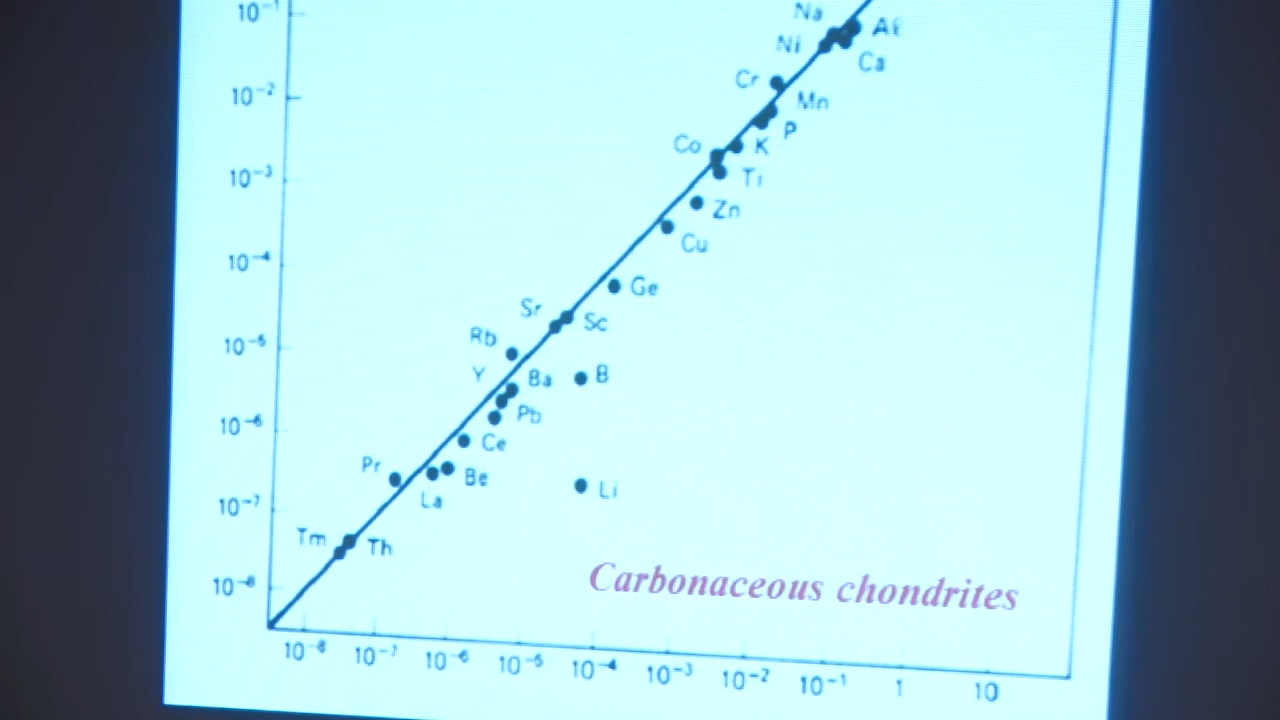 10⁻¹
Na
Al
Ni
Ca
Cr
10⁻²
Mn
P
Co
K
10⁻³
Ti
Zn
Cu
10⁻⁴
Ge
Sr
Sc
Rb
10⁻⁵
Y
Ba
B
Pb
10⁻⁶
Ce
Pr
Be
Li
La
10⁻⁷
Tm
Th
10⁻⁸
Carbonaceous chondrites
10⁻⁸ 10⁻⁷ 10⁻⁶ 10⁻⁵ 10⁻⁴ 10⁻³ 10⁻² 10⁻¹ 1 10